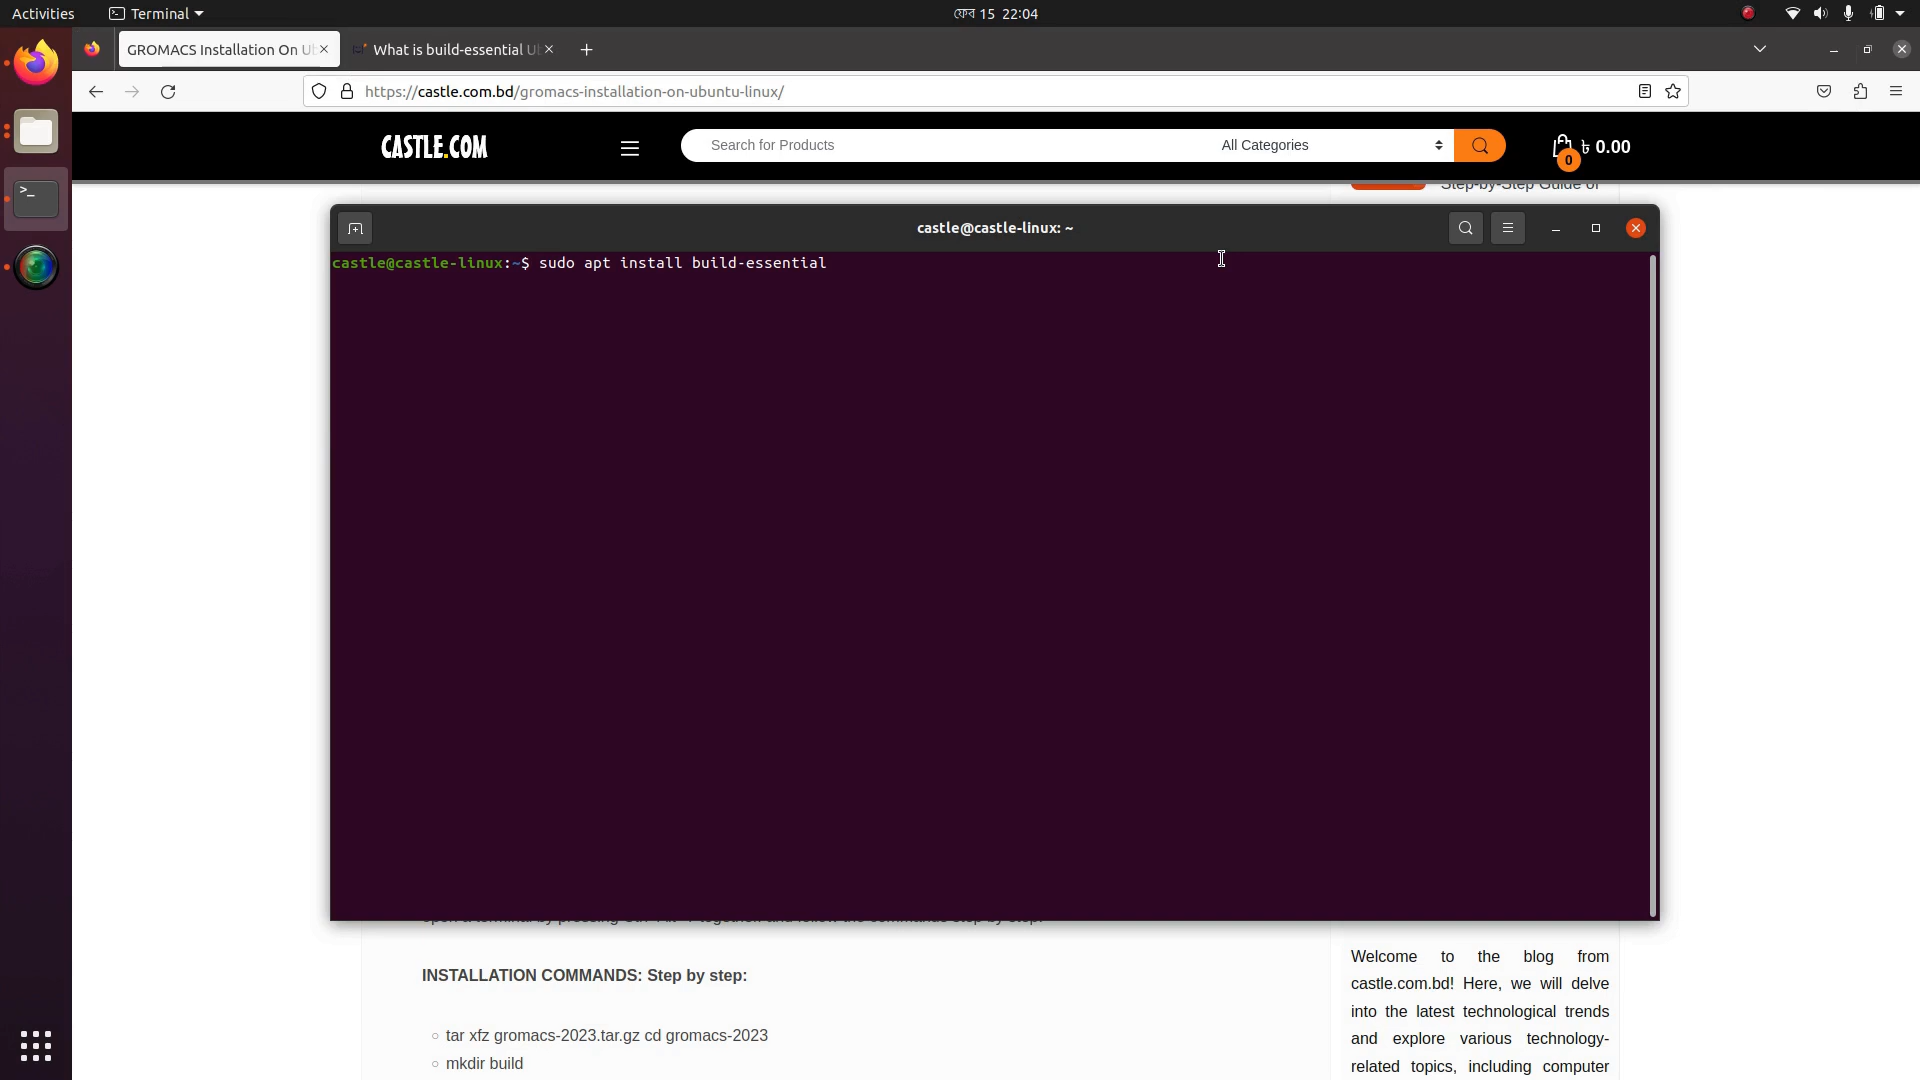 Activities
Terminal
ফেব 15 22:04
GROMACS Installation On Ub
What is build-essential Ub
https://castle.com.bd/gromacs-installation-on-ubuntu-linux/
CASTLE.COM
Search for Products
All Categories
0
৳ 0.00
Step-by-Step Guide of
castle@castle-linux: ~
castle@castle-linux:~$ sudo apt install build-essential
INSTALLATION COMMANDS: Step by step:
tar xfz gromacs-2023.tar.gz cd gromacs-2023
mkdir build
Welcome to the blog from
castle.com.bd! Here, we will delve
into the latest technological trends
and explore various technology-
related topics, including computer